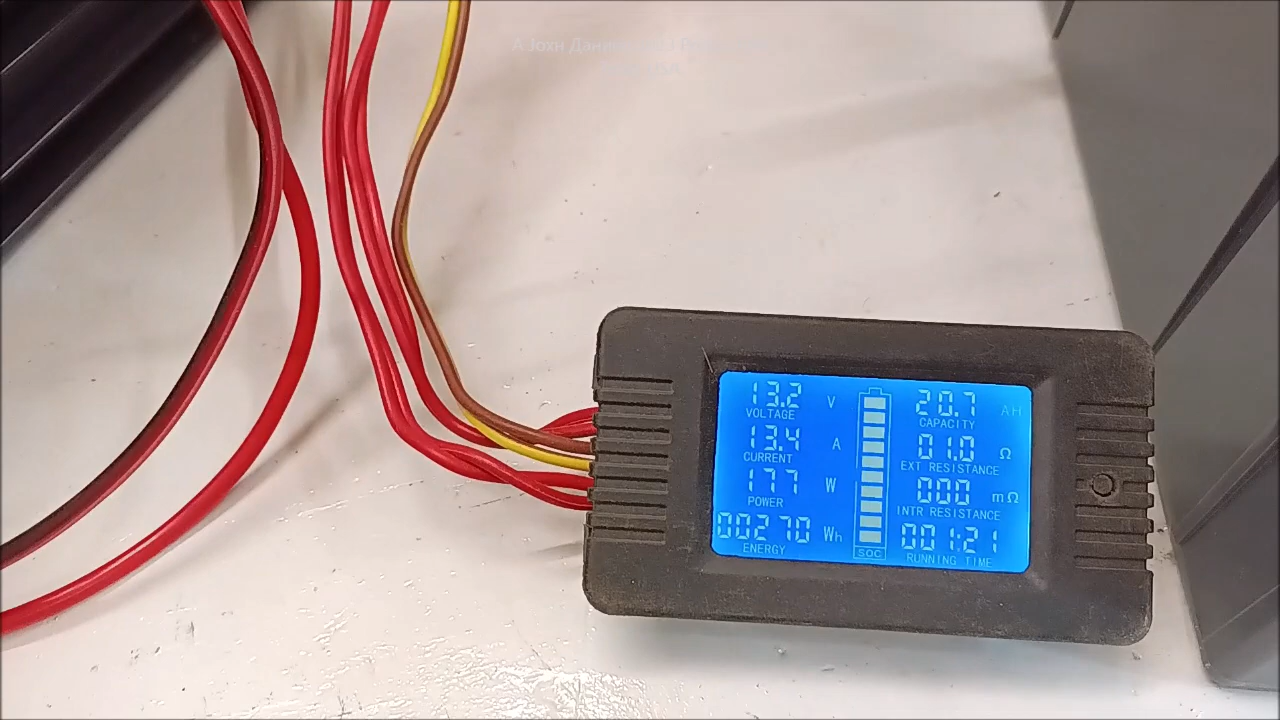 13.2 V
VOLTAGE
13.4 A
CURRENT
177 W
POWER
00270 Wh
ENERGY
SOC
20.7 AH
CAPACITY
01.0 Ω
EXT RESISTANCE
000 mΩ
INTR RESISTANCE
001:21
RUNNING TIME